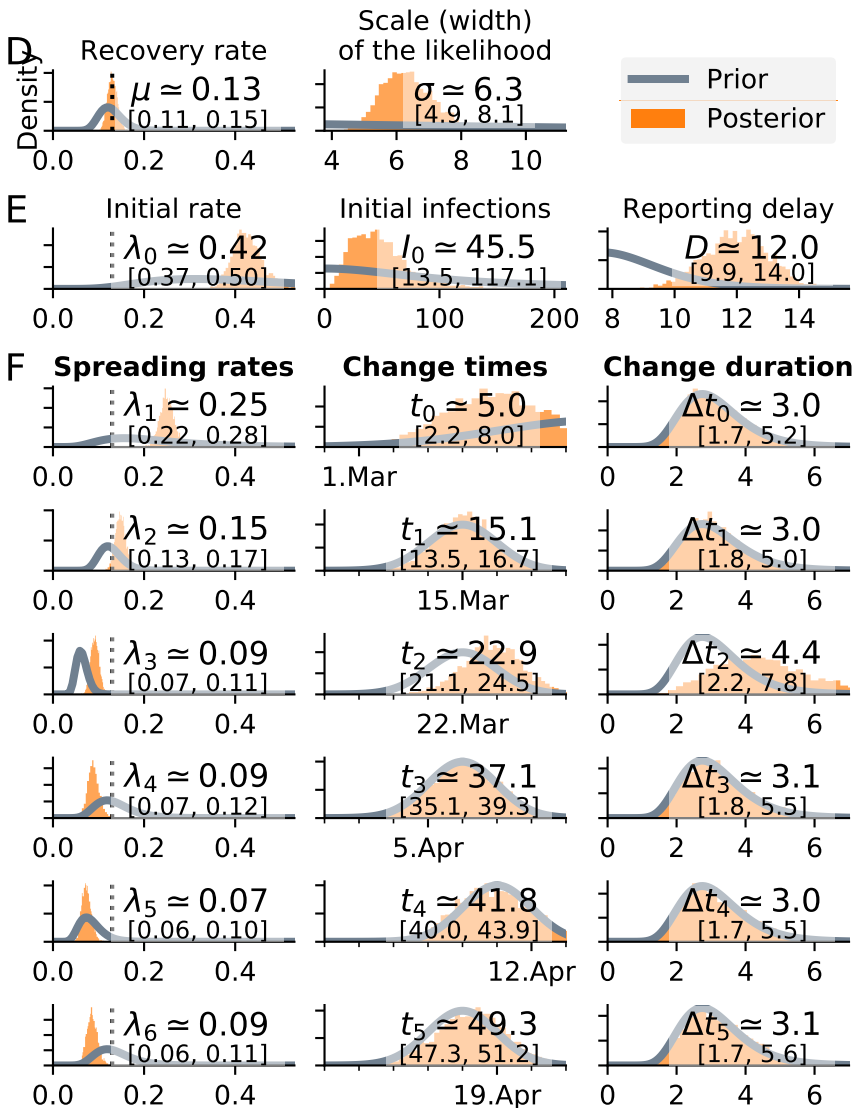 D
Density
Recovery rate
μ ≃ 0.13
[0.11, 0.15]
0.0 0.2 0.4
Scale (width)
of the likelihood
σ ≃ 6.3
[4.9, 8.1]
4 6 8 10
Prior
Posterior
E
Initial rate
λ0 ≃ 0.42
[0.37, 0.50]
0.0 0.2 0.4
Initial infections
I0 ≃ 45.5
[13.5, 117.1]
0 100 200
Reporting delay
D ≃ 12.0
[9.9, 14.0]
8 10 12 14
F
Spreading rates Change times Change duration
λ1 ≃ 0.25 t0 ≃ 5.0 Δt0 ≃ 3.0
[0.22, 0.28] [2.2, 8.0] [1.7, 5.2]
0.0 0.2 0.4 1.Mar 0 2 4 6
λ2 ≃ 0.15 t1 ≃ 15.1 Δt1 ≃ 3.0
[0.13, 0.17] [13.5, 16.7] [1.8, 5.0]
0.0 0.2 0.4 15.Mar 0 2 4 6
λ3 ≃ 0.09 t2 ≃ 22.9 Δt2 ≃ 4.4
[0.07, 0.11] [21.1, 24.5] [2.2, 7.8]
0.0 0.2 0.4 22.Mar 0 2 4 6
λ4 ≃ 0.09 t3 ≃ 37.1 Δt3 ≃ 3.1
[0.07, 0.12] [35.1, 39.3] [1.8, 5.5]
0.0 0.2 0.4 5.Apr 0 2 4 6
λ5 ≃ 0.07 t4 ≃ 41.8 Δt4 ≃ 3.0
[0.06, 0.10] [40.0, 43.9] [1.7, 5.5]
0.0 0.2 0.4 12.Apr 0 2 4 6
λ6 ≃ 0.09 t5 ≃ 49.3 Δt5 ≃ 3.1
[0.06, 0.11] [47.3, 51.2] [1.7, 5.6]
0.0 0.2 0.4 19.Apr 0 2 4 6